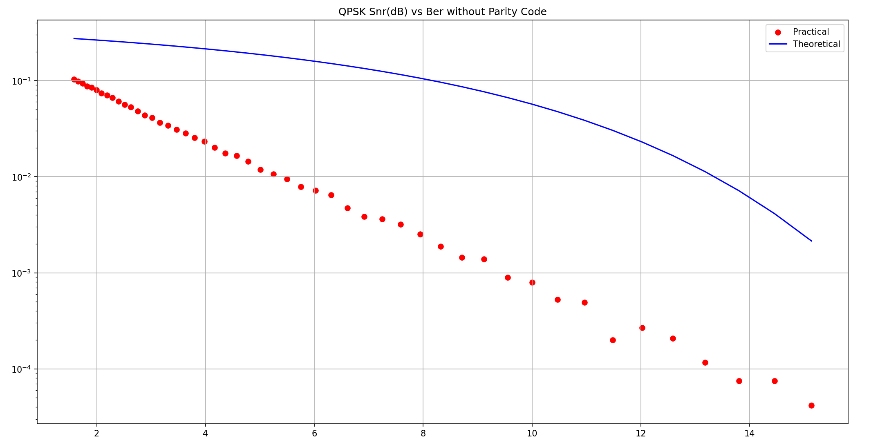 QPSK Snr(dB) vs Ber without Parity Code
Practical
Theoretical
10⁻¹
10⁻²
10⁻³
10⁻⁴
2 4 6 8 10 12 14